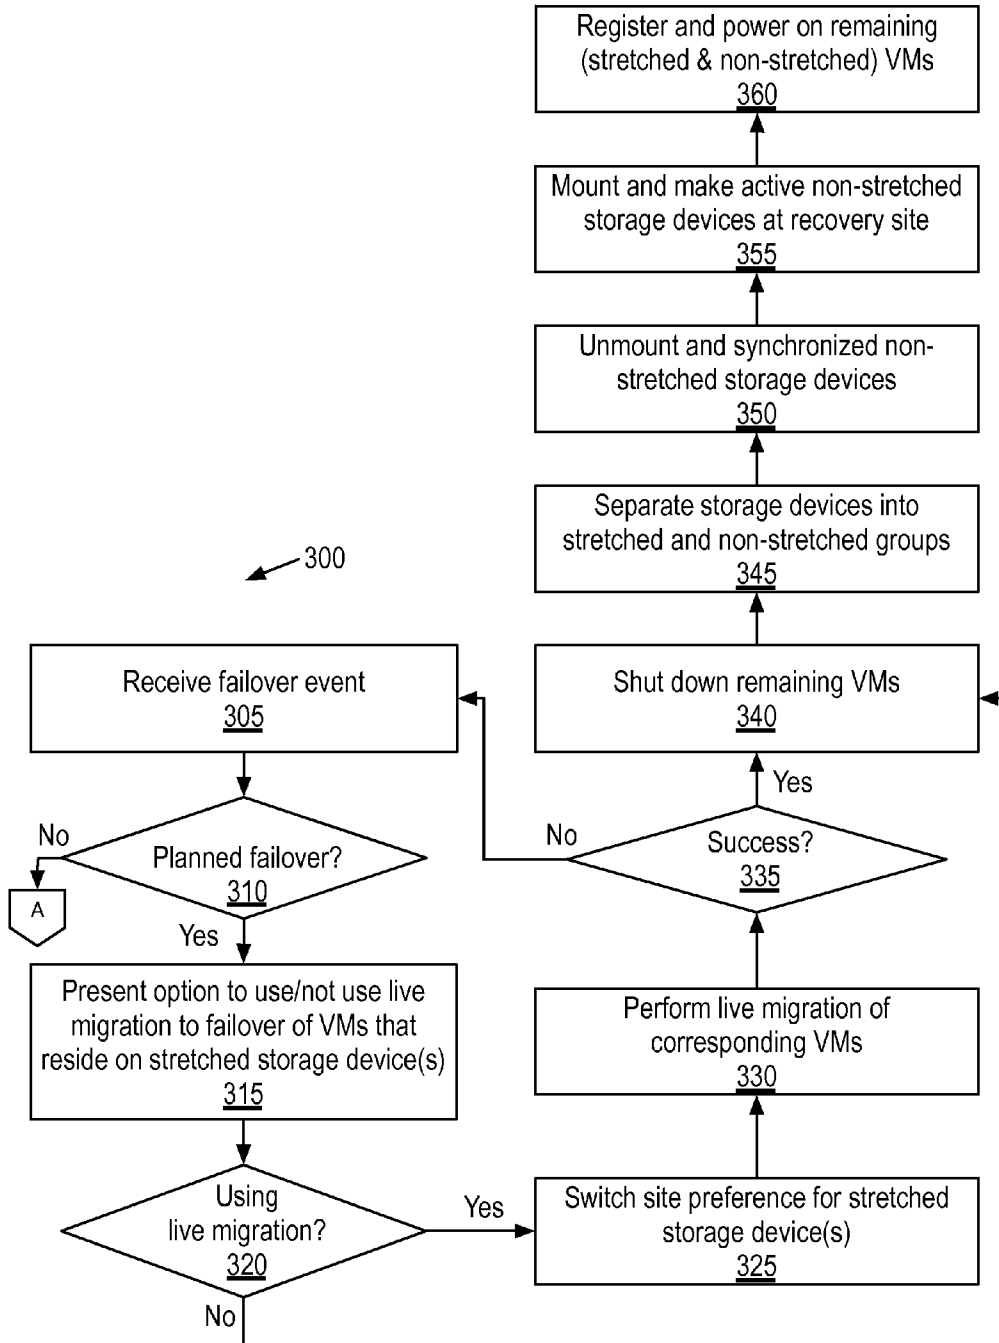 Register and power on remaining
(stretched & non-stretched) VMs
360
Mount and make active non-stretched
storage devices at recovery site
355
Unmount and synchronized non-
stretched storage devices
350
Separate storage devices into
stretched and non-stretched groups
345
300
Receive failover event
305
Shut down remaining VMs
340
Yes
No
Planned failover?
310
No
Success?
335
A
Yes
Present option to use/not use live
migration to failover of VMs that
reside on stretched storage device(s)
315
Perform live migration of
corresponding VMs
330
Using
live migration?
320
Yes
Switch site preference for stretched
storage device(s)
325
No